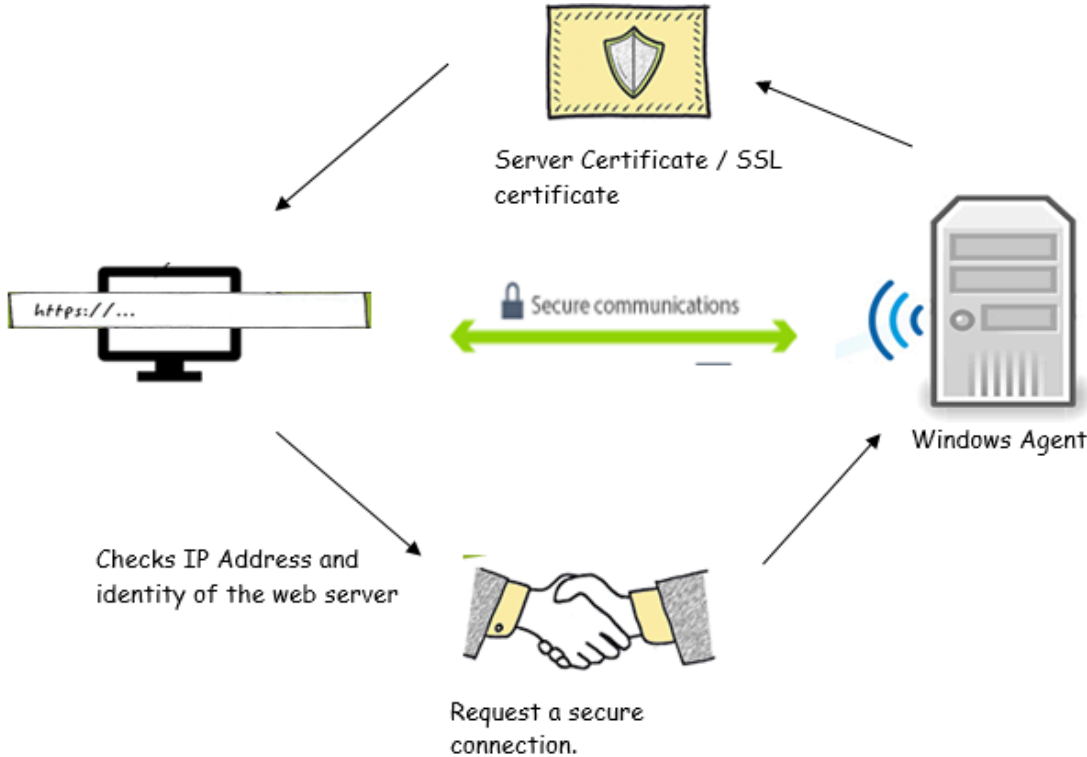 Server Certificate / SSL
certificate
https://...
Secure communications
Windows Agent
Checks IP Address and
identity of the web server
Request a secure
connection.